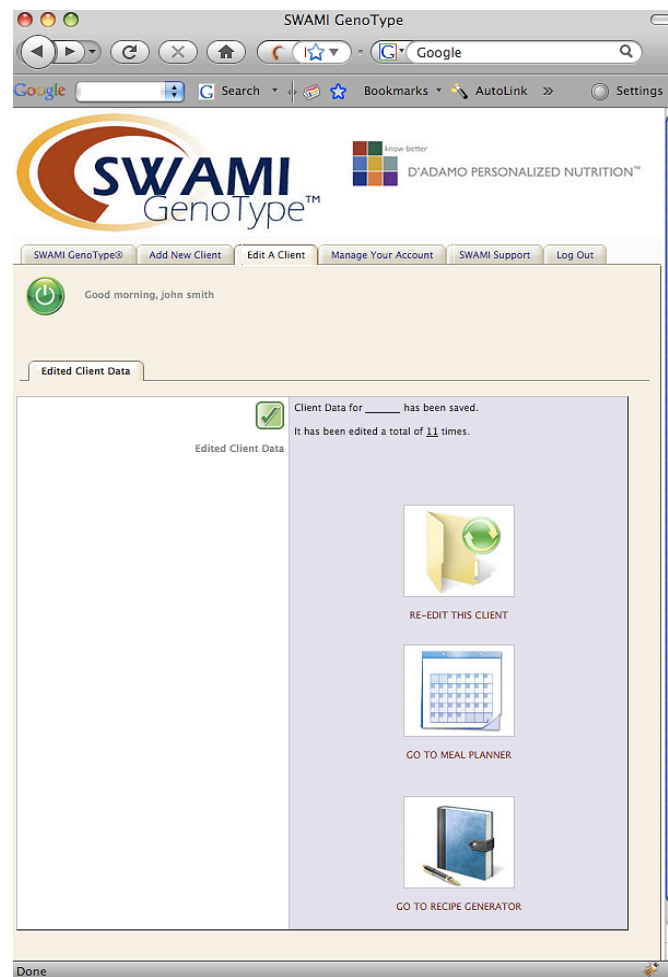 SWAMI GenoType
G Google
Google
G Search
Bookmarks
AutoLink
»
Settings
SWAMI
GenoType™
know better
D'ADAMO PERSONALIZED NUTRITION™
SWAMI GenoType®
Add New Client
Edit A Client
Manage Your Account
SWAMI Support
Log Out
Good morning, john smith
Edited Client Data
Edited Client Data
Client Data for ______ has been saved.
It has been edited a total of 11 times.
RE-EDIT THIS CLIENT
GO TO MEAL PLANNER
GO TO RECIPE GENERATOR
Done